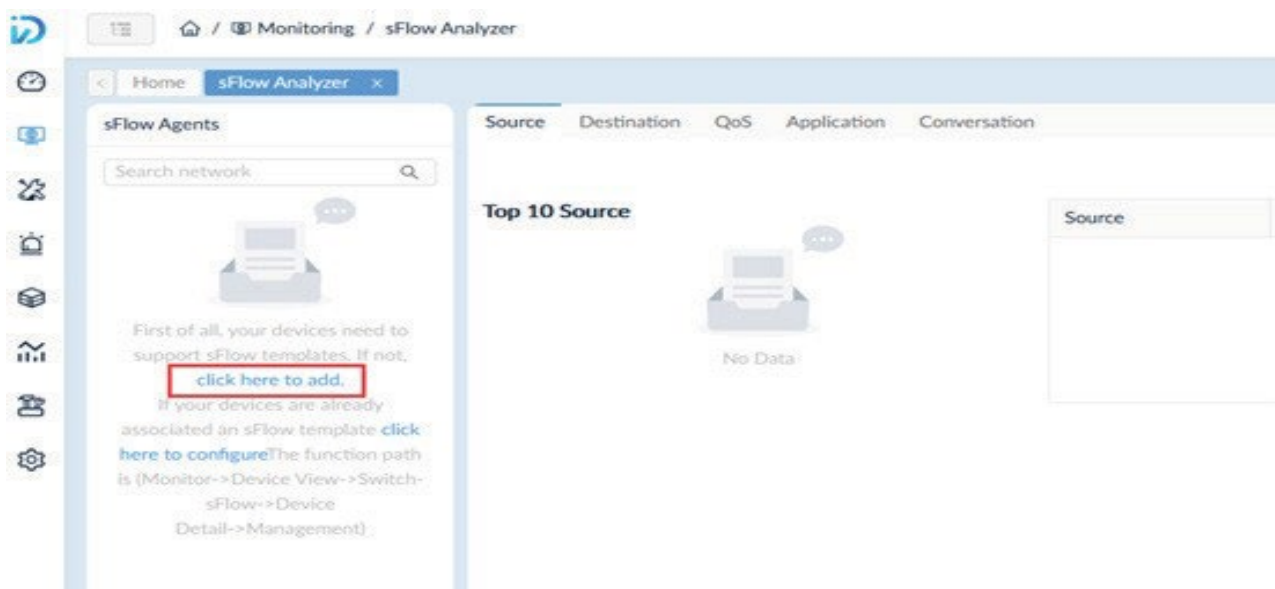 / Monitoring / sFlow Analyzer
< Home sFlow Analyzer ×
sFlow Agents
Search network
First of all, your devices need to
support sFlow templates. If not,
click here to add.
If your devices are already
associated an sFlow template click
here to configureThe function path
is (Monitor->Device View->Switch-
sFlow->Device
Detail->Management)
Source Destination QoS Application Conversation
Top 10 Source
No Data
Source